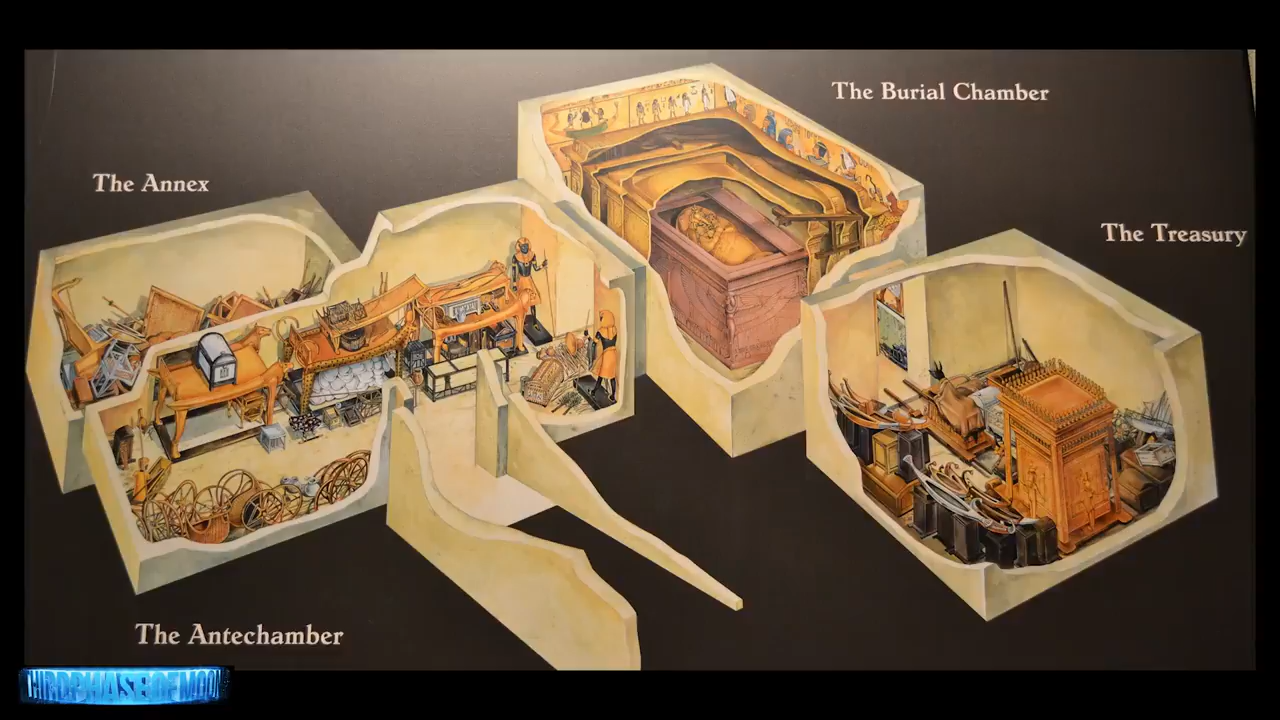 The Burial Chamber
The Annex
The Treasury
The Antechamber
THIRDPHASEOFMOON